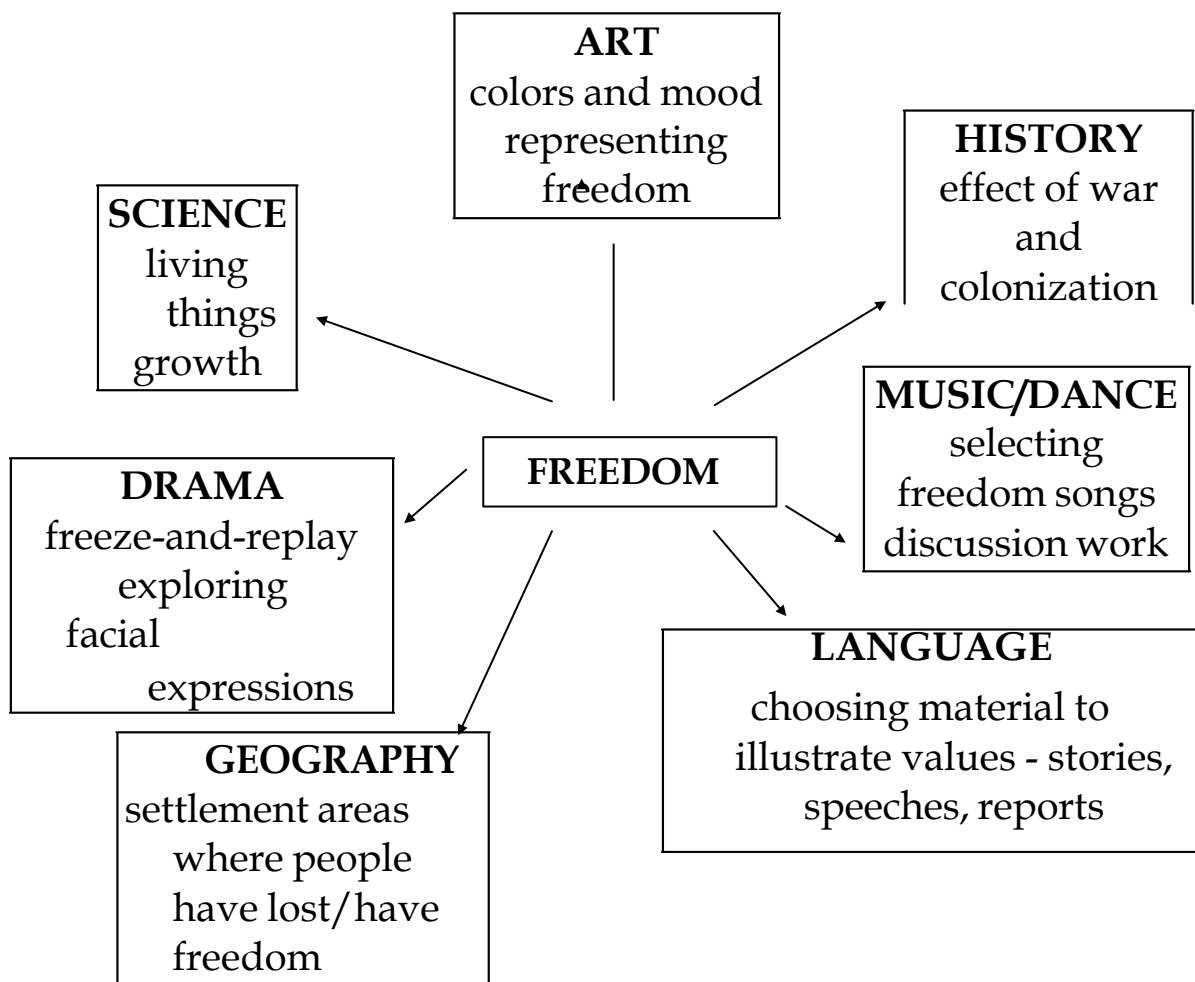 ART
colors and mood
representing
freedom
HISTORY
effect of war
and
colonization
SCIENCE
living
things
growth
MUSIC/DANCE
selecting
freedom songs
discussion work
FREEDOM
DRAMA
freeze-and-replay
exploring
facial
expressions
LANGUAGE
choosing material to
illustrate values - stories,
speeches, reports
GEOGRAPHY
settlement areas
where people
have lost/have
freedom